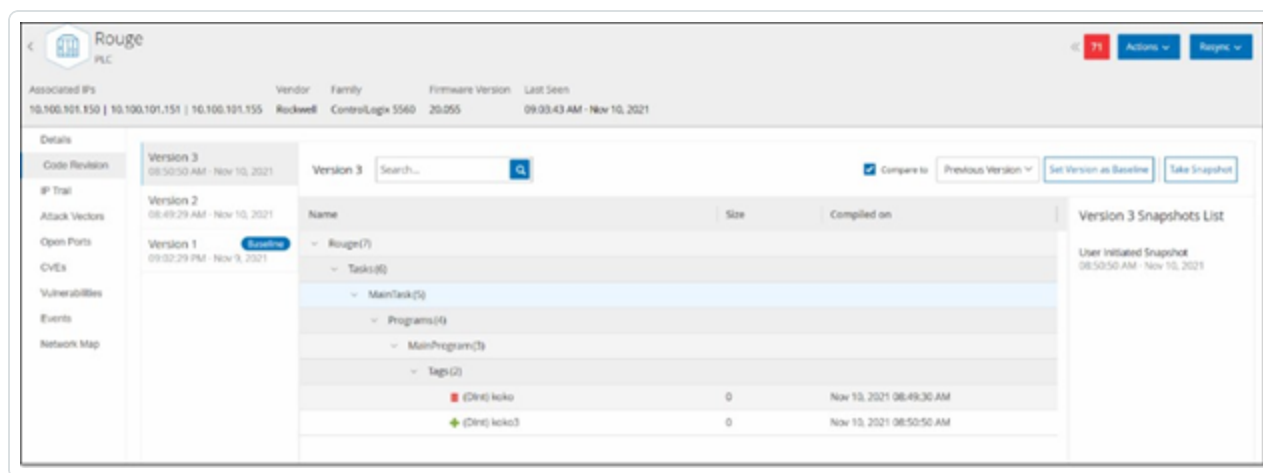 Rouge
PLC
71 Actions Resync
Associated IPs Vendor Family Firmware Version Last Seen
10.100.101.150 | 10.100.101.151 | 10.100.101.155 Rockwell ControlLogix 5560 20.055 09:03:43 AM - Nov 10, 2021
Details
Code Revision
IP Trail
Attack Vectors
Open Ports
CVEs
Vulnerabilities
Events
Network Map
Version 3
08:50:50 AM - Nov 10, 2021
Version 2
08:49:29 AM - Nov 10, 2021
Version 1 Baseline
09:02:29 PM - Nov 9, 2021
Version 3 Search... Compare to Previous Version Set Version as Baseline Take Snapshot
Name Size Compiled on
Rouge(7)
Tasks(6)
MainTask(5)
Programs(4)
MainProgram(3)
Tags(2)
(DInt) koko 0 Nov 10, 2021 08:49:30 AM
(DInt) koko3 0 Nov 10, 2021 08:50:50 AM
Version 3 Snapshots List
User Initiated Snapshot
08:50:50 AM - Nov 10, 2021